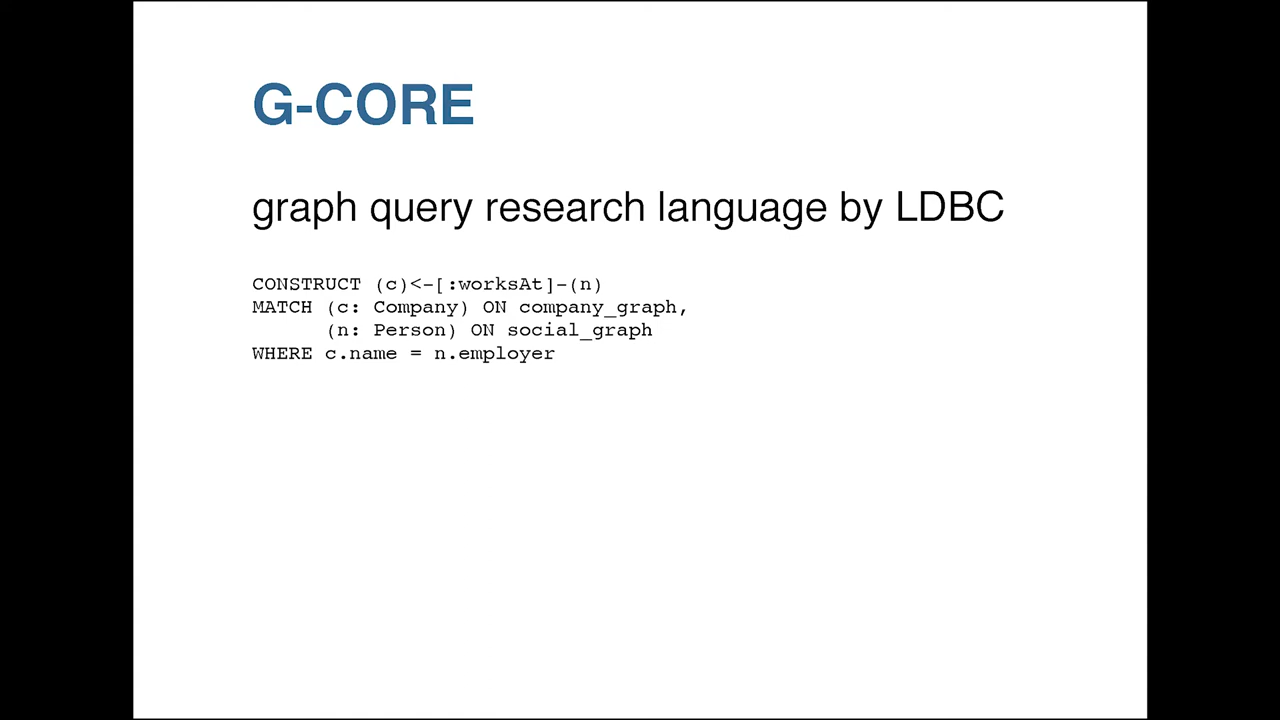 G-CORE
graph query research language by LDBC
CONSTRUCT (c)<-[:worksAt]-(n)
MATCH (c: Company) ON company_graph,
      (n: Person) ON social_graph
WHERE c.name = n.employer